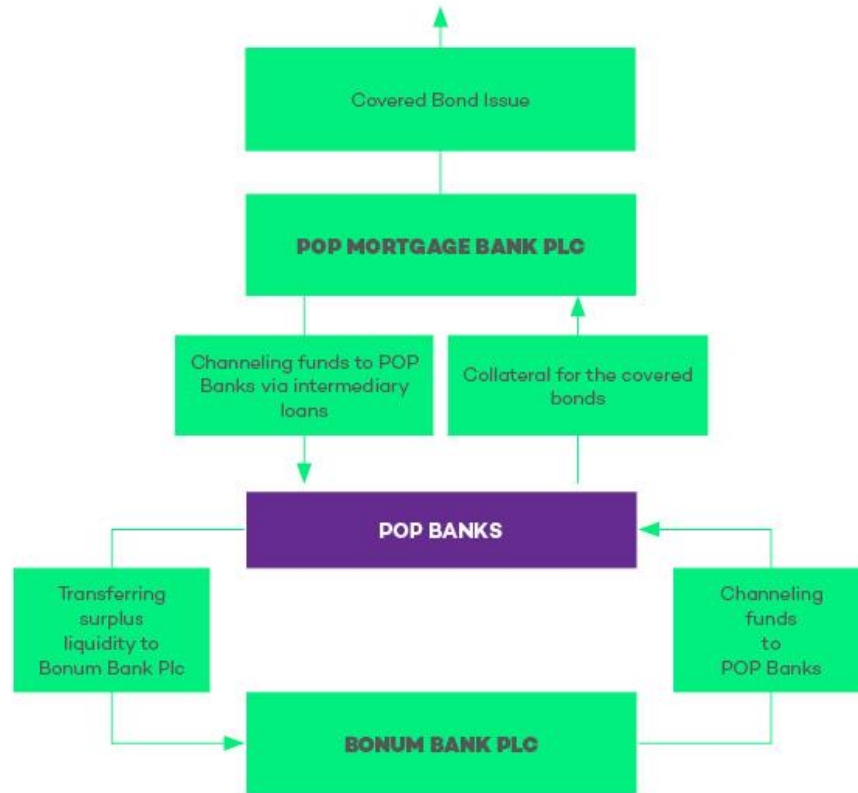 Covered Bond Issue
POP MORTGAGE BANK PLC
Channeling funds to POP
Banks via intermediary
loans
Collateral for the covered
bonds
POP BANKS
Transferring
surplus
liquidity to
Bonum Bank Plc
Channeling
funds
to
POP Banks
BONUM BANK PLC